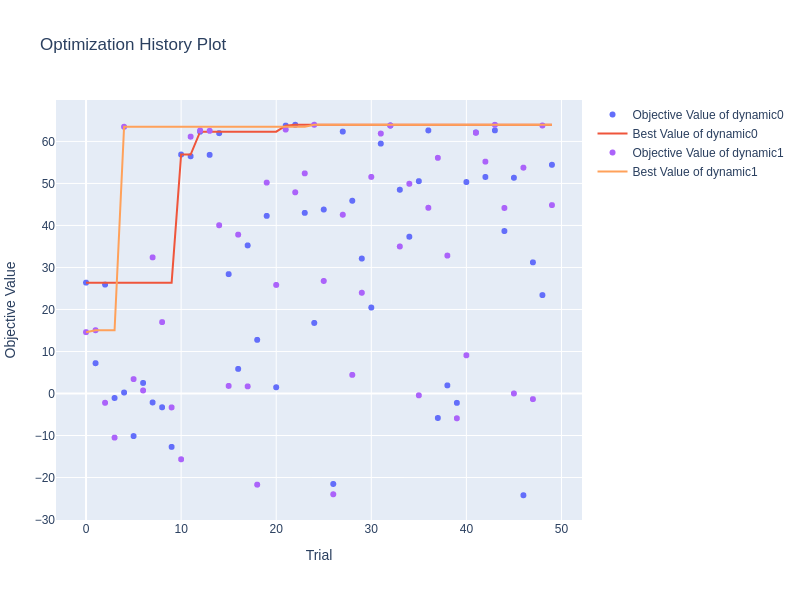 Optimization History Plot
Objective Value of dynamic0
Best Value of dynamic0
Objective Value of dynamic1
Best Value of dynamic1
Objective Value
60
50
40
30
20
10
0
−10
−20
−30
0 10 20 30 40 50
Trial